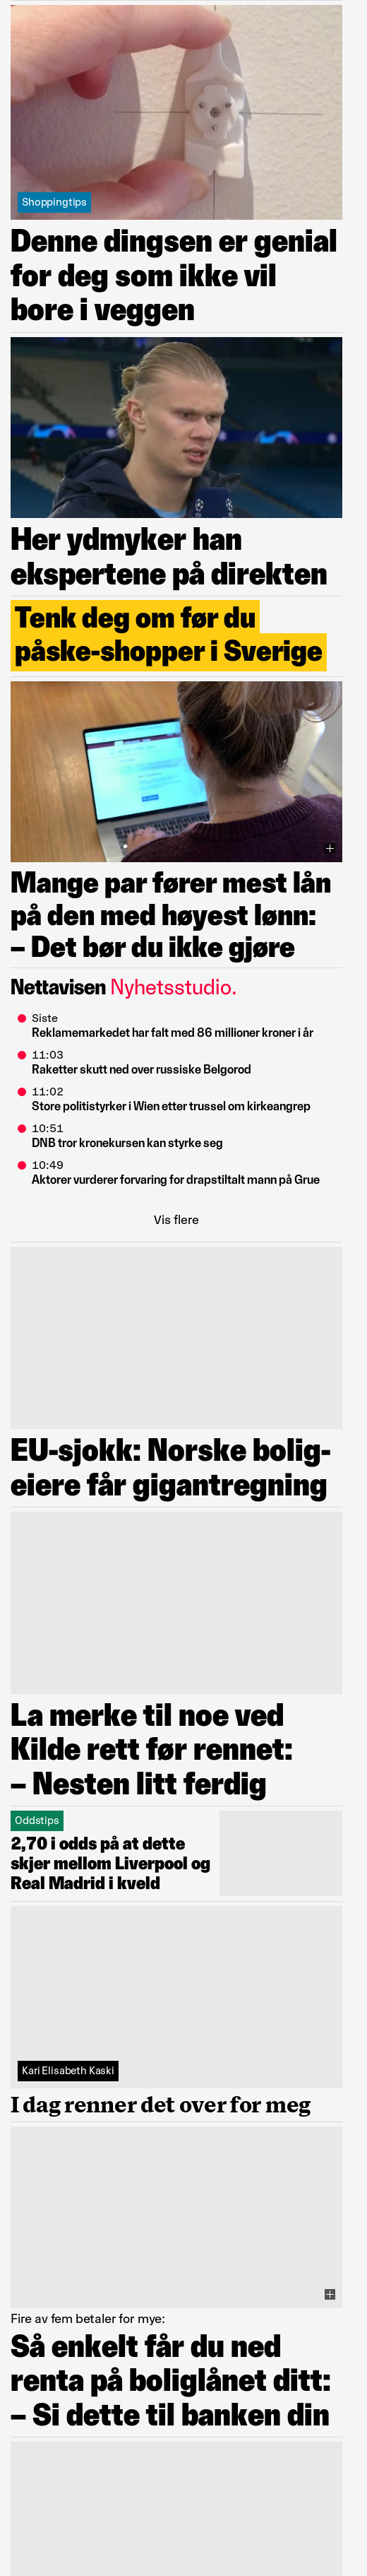 Shoppingtips
Denne dingsen er genial
for deg som ikke vil
bore i veggen
Her ydmyker han
ekspertene på direkten
Tenk deg om før du
påske-shopper i Sverige
Mange par fører mest lån
på den med høyest lønn:
– Det bør du ikke gjøre
Nettavisen Nyhetsstudio.
Siste
Reklamemarkedet har falt med 86 millioner kroner i år
11:03
Raketter skutt ned over russiske Belgorod
11:02
Store politistyrker i Wien etter trussel om kirkeangrep
10:51
DNB tror kronekursen kan styrke seg
10:49
Aktorer vurderer forvaring for drapstiltalt mann på Grue
Vis flere
EU-sjokk: Norske bolig-
eiere får gigantregning
La merke til noe ved
Kilde rett før rennet:
– Nesten litt ferdig
Oddstips
2,70 i odds på at dette
skjer mellom Liverpool og
Real Madrid i kveld
Kari Elisabeth Kaski
I dag renner det over for meg
Fire av fem betaler for mye:
Så enkelt får du ned
renta på boliglånet ditt:
– Si dette til banken din